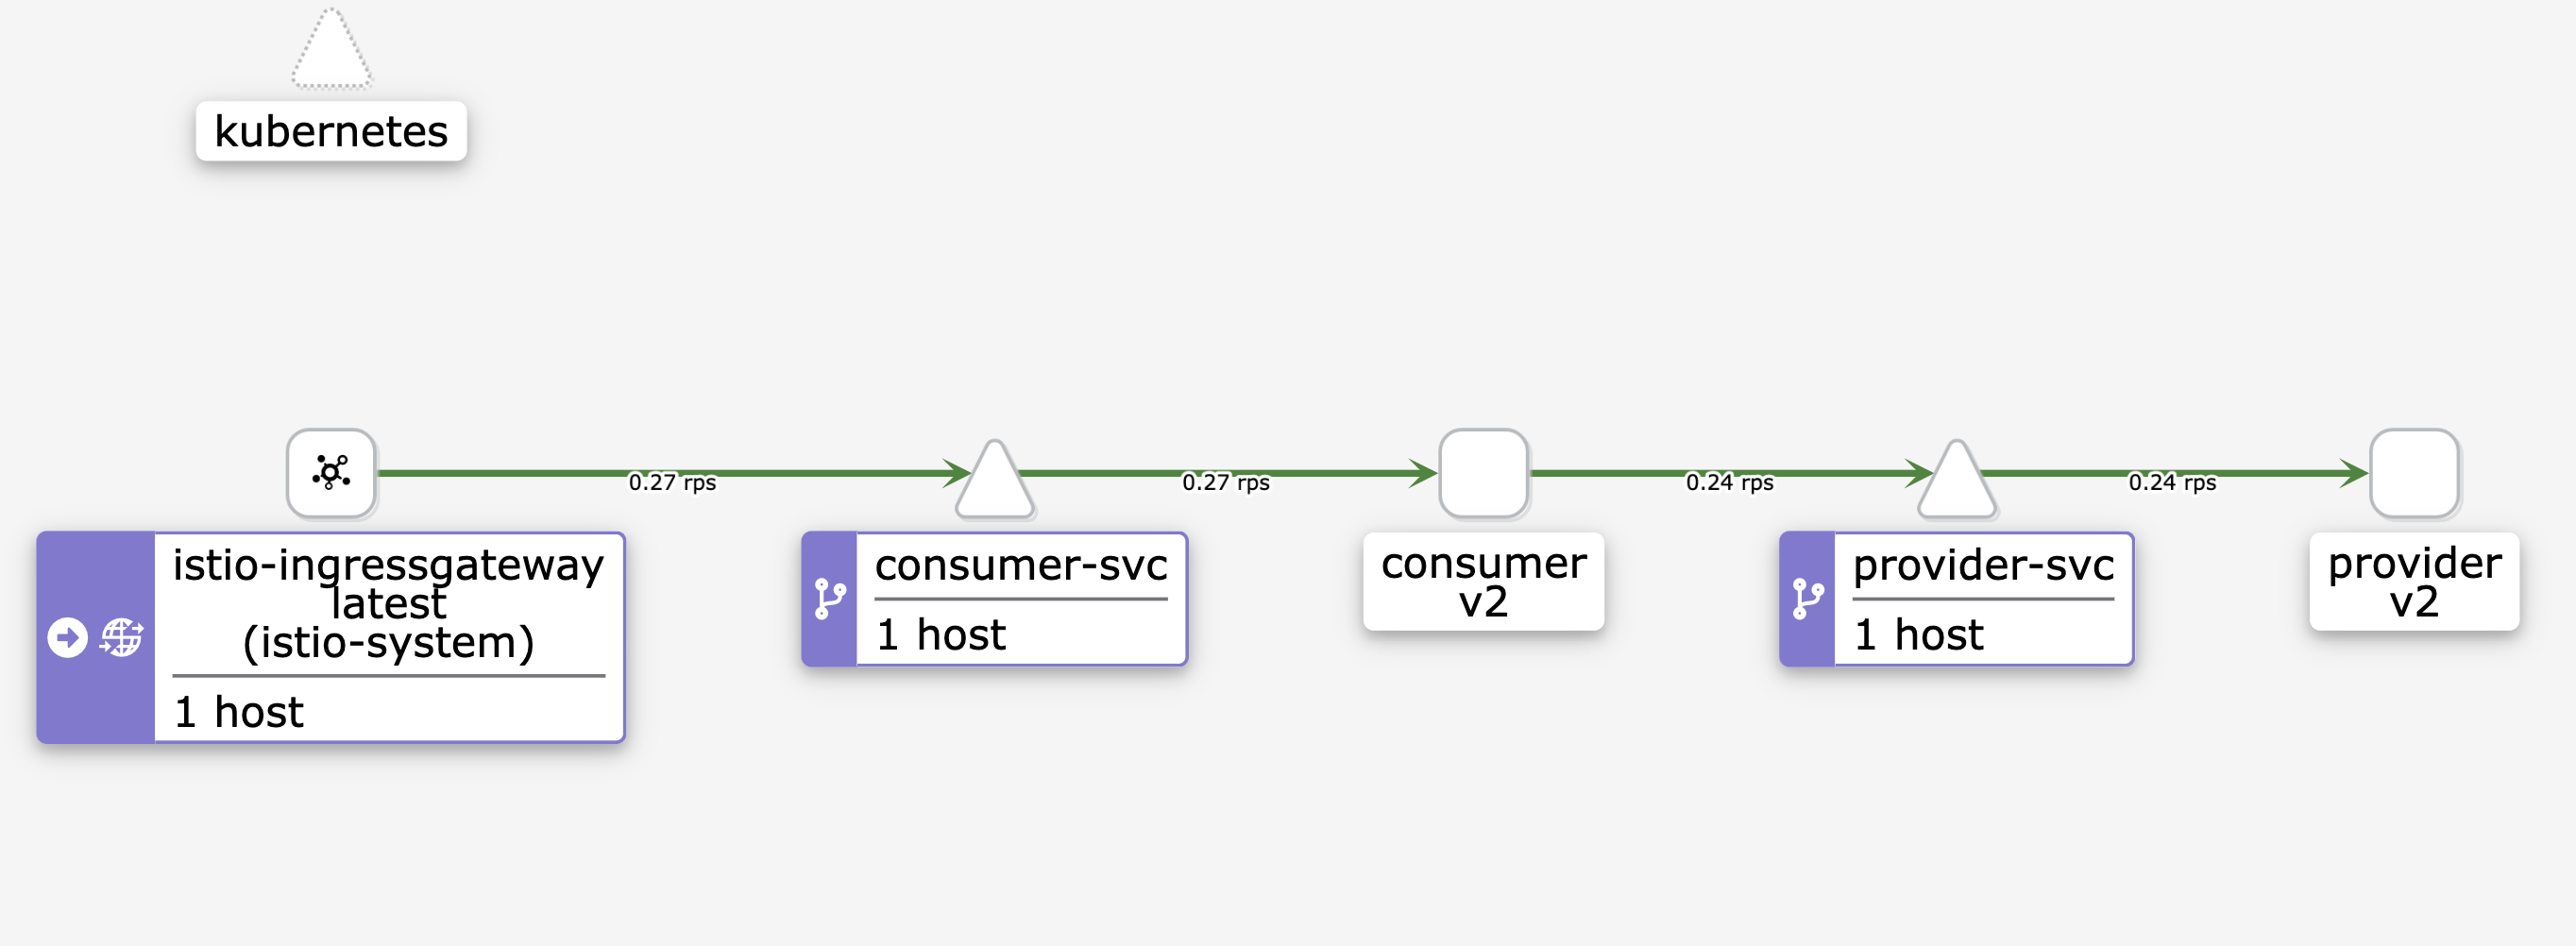 kubernetes
0.27 rps
0.27 rps
0.24 rps
0.24 rps
istio-ingressgateway
latest
(istio-system)
1 host
consumer-svc
1 host
consumer
v2
provider-svc
1 host
provider
v2